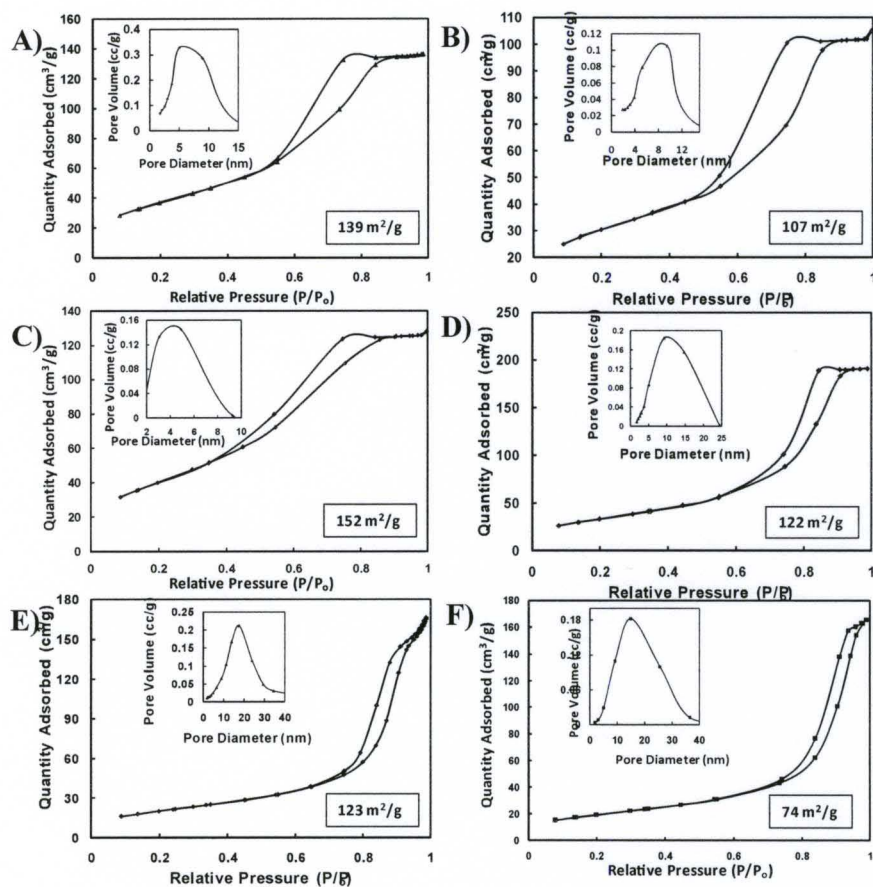 A)
Quantity Adsorbed (cm³/g)
160
140
120
100
80
60
40
20
0
0 0.2 0.4 0.6 0.8 1
Relative Pressure (P/Pₒ)
139 m²/g
Pore Volume (cc/g)
0.4
0.3
0.2
0.1
0
0 5 10 15
Pore Diameter (nm)
B)
Quantity Adsorbed (cm³/g)
110
100
90
80
70
60
50
40
30
20
0 0.2 0.4 0.6 0.8 1
Relative Pressure (P/P
107 m²/g
Pore Volume (cc/g)
0.12
0.1
0.08
0.06
0.04
0.02
0
0 4 8 12
Pore Diameter (nm)
C)
Quantity Adsorbed (cm³/g)
140
120
100
80
60
40
20
0
0 0.2 0.4 0.6 0.8 1
Relative Pressure (P/Pₒ)
152 m²/g
Pore Volume (cc/g)
0.16
0.12
0.08
0.04
0
2 4 6 8 10
Pore Diameter (nm)
D)
Quantity Adsorbed (cm³/g)
250
200
150
100
50
0
0 0.2 0.4 0.6 0.8 1
Relative Pressure (P/P
122 m²/g
Pore Volume (cc/g)
0.2
0.16
0.12
0.08
0.04
0
0 5 10 15 20 25
Pore Diameter (nm)
E)
Quantity Adsorbed (cm³/g)
180
150
120
90
60
30
0
0 0.2 0.4 0.6 0.8 1
Relative Pressure (P/P
123 m²/g
Pore Volume (cc/g)
0.25
0.2
0.15
0.1
0.05
0
0 10 20 30 40
Pore Diameter (nm)
F)
Quantity Adsorbed (cm³/g)
180
160
140
120
100
80
60
40
20
0
0 0.2 0.4 0.6 0.8 1
Relative Pressure (P/Pₒ)
74 m²/g
Pore Volume (cc/g)
0.18
0.12
0
0 10 20 30 40
Pore Diameter (nm)